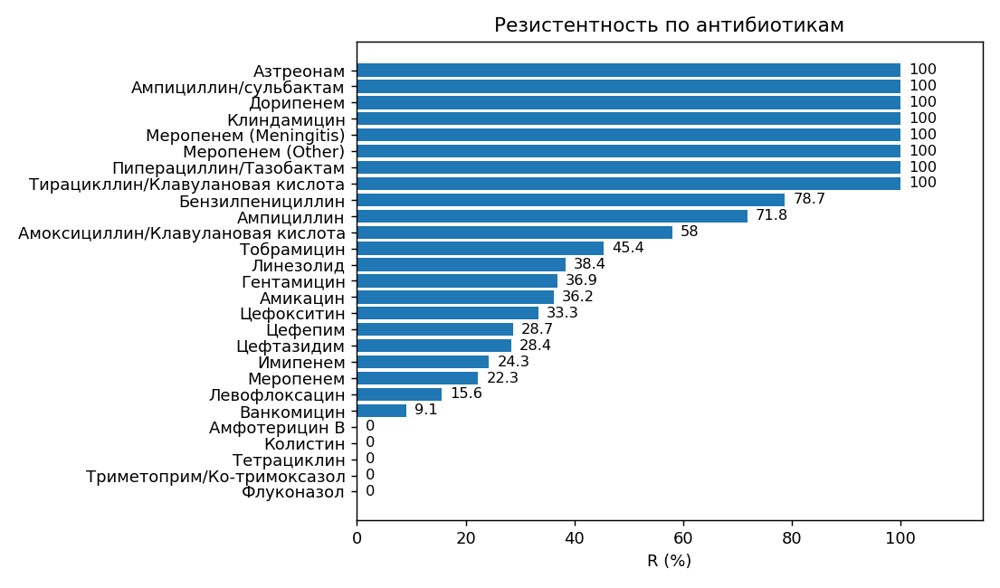 Резистентность по антибиотикам
Азтреонам 100
Ампициллин/сульбактам 100
Дорипенем 100
Клиндамицин 100
Меропенем (Meningitis) 100
Меропенем (Other) 100
Пиперациллин/Тазобактам 100
Тирацикллин/Клавулановая кислота 100
Бензилпенициллин 78.7
Ампициллин 71.8
Амоксициллин/Клавулановая кислота 58
Тобрамицин 45.4
Линезолид 38.4
Гентамицин 36.9
Амикацин 36.2
Цефокситин 33.3
Цефепим 28.7
Цефтазидим 28.4
Имипенем 24.3
Меропенем 22.3
Левофлоксацин 15.6
Ванкомицин 9.1
Амфотерицин B 0
Колистин 0
Тетрациклин 0
Триметоприм/Ко-тримоксазол 0
Флуконазол 0
0 20 40 60 80 100
R (%)